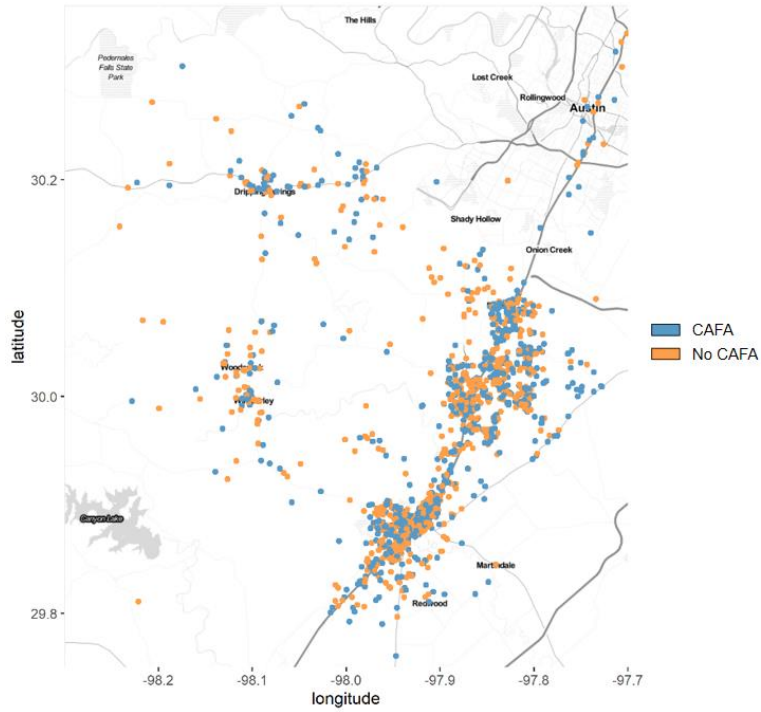 The Hills
Pedernales
Falls State
Park
Lost Creek
Rollingwood
Austin
30.2
Shady Hollow
Onion Creek
latitude
CAFA
No CAFA
30.0
Canyon Lake
Martindale
Redwood
29.8
-98.2
-98.1
-98.0
-97.9
-97.8
-97.7
longitude